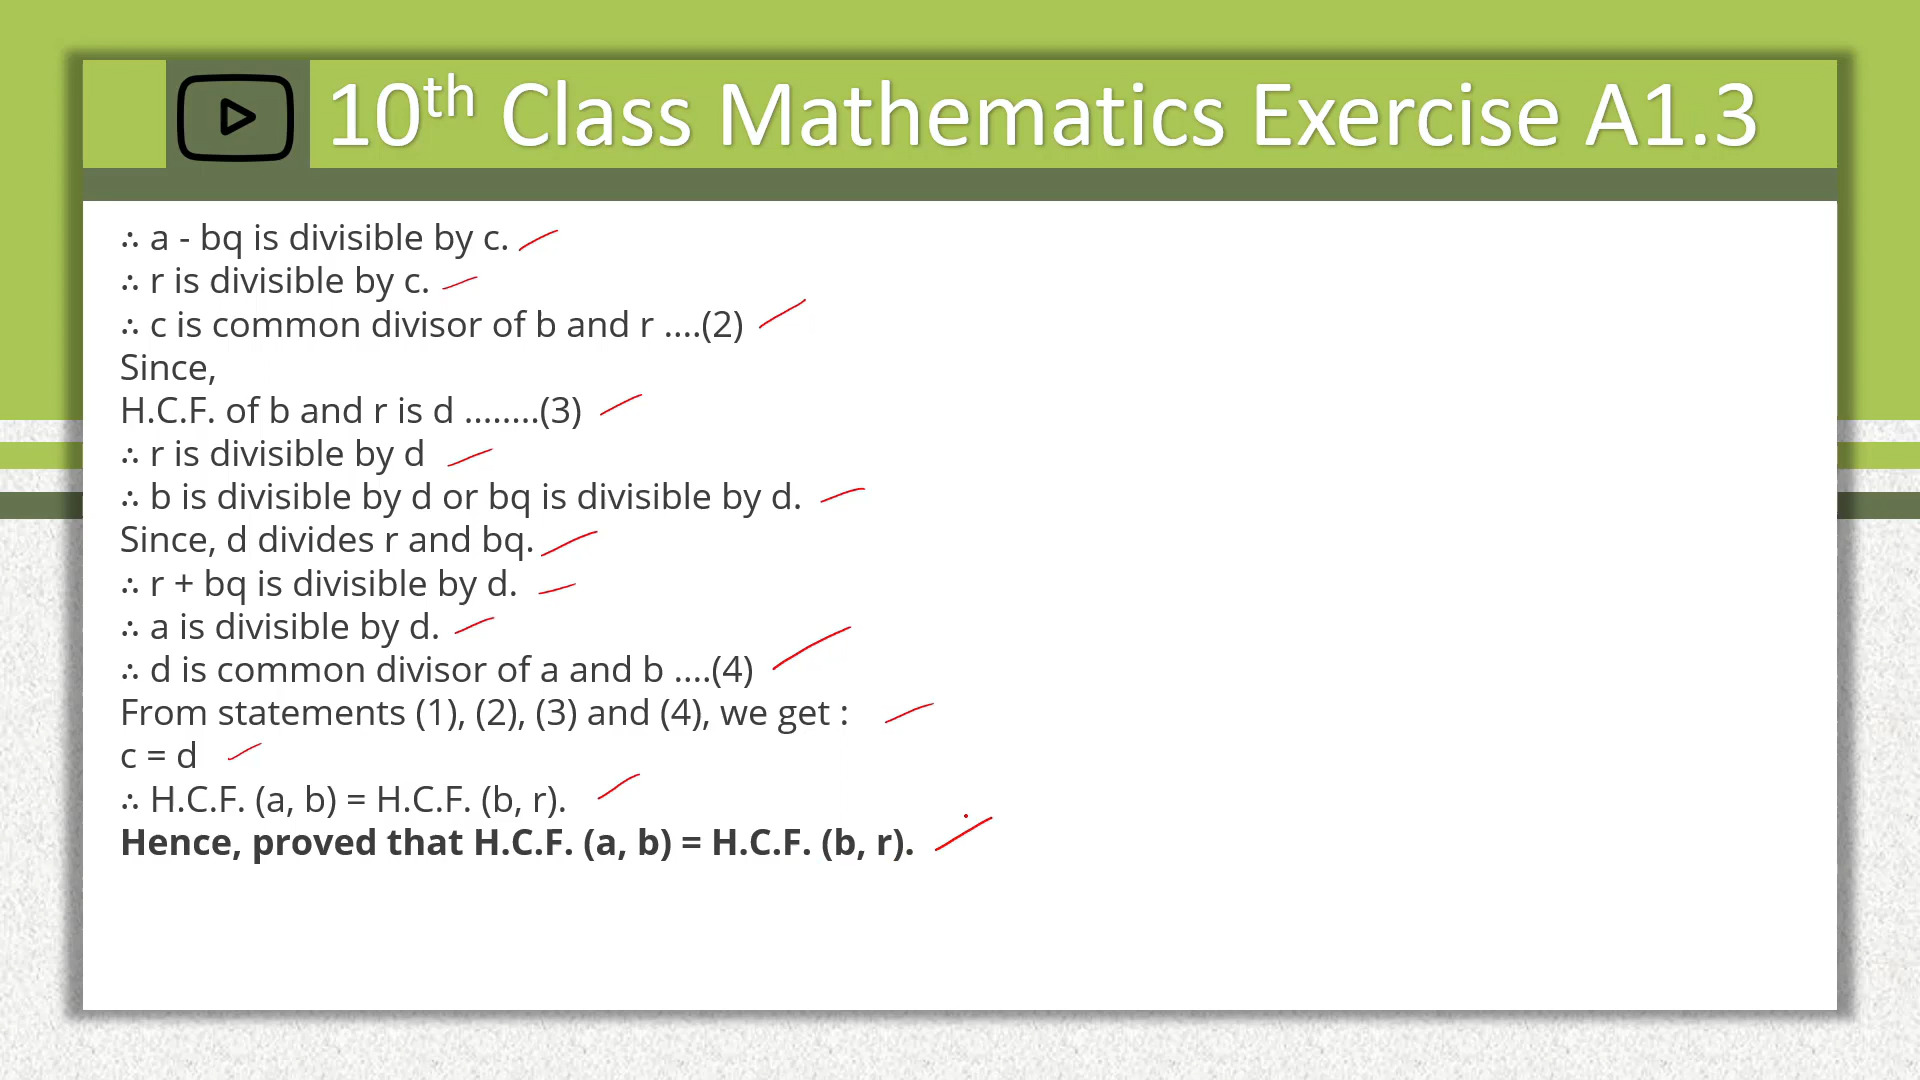 10th Class Mathematics Exercise A1.3
∴ a - bq is divisible by c.
∴ r is divisible by c.
∴ c is common divisor of b and r ....(2)
Since,
H.C.F. of b and r is d ........(3)
∴ r is divisible by d
∴ b is divisible by d or bq is divisible by d.
Since, d divides r and bq.
∴ r + bq is divisible by d.
∴ a is divisible by d.
∴ d is common divisor of a and b ....(4)
From statements (1), (2), (3) and (4), we get :
c = d
∴ H.C.F. (a, b) = H.C.F. (b, r).
Hence, proved that H.C.F. (a, b) = H.C.F. (b, r).